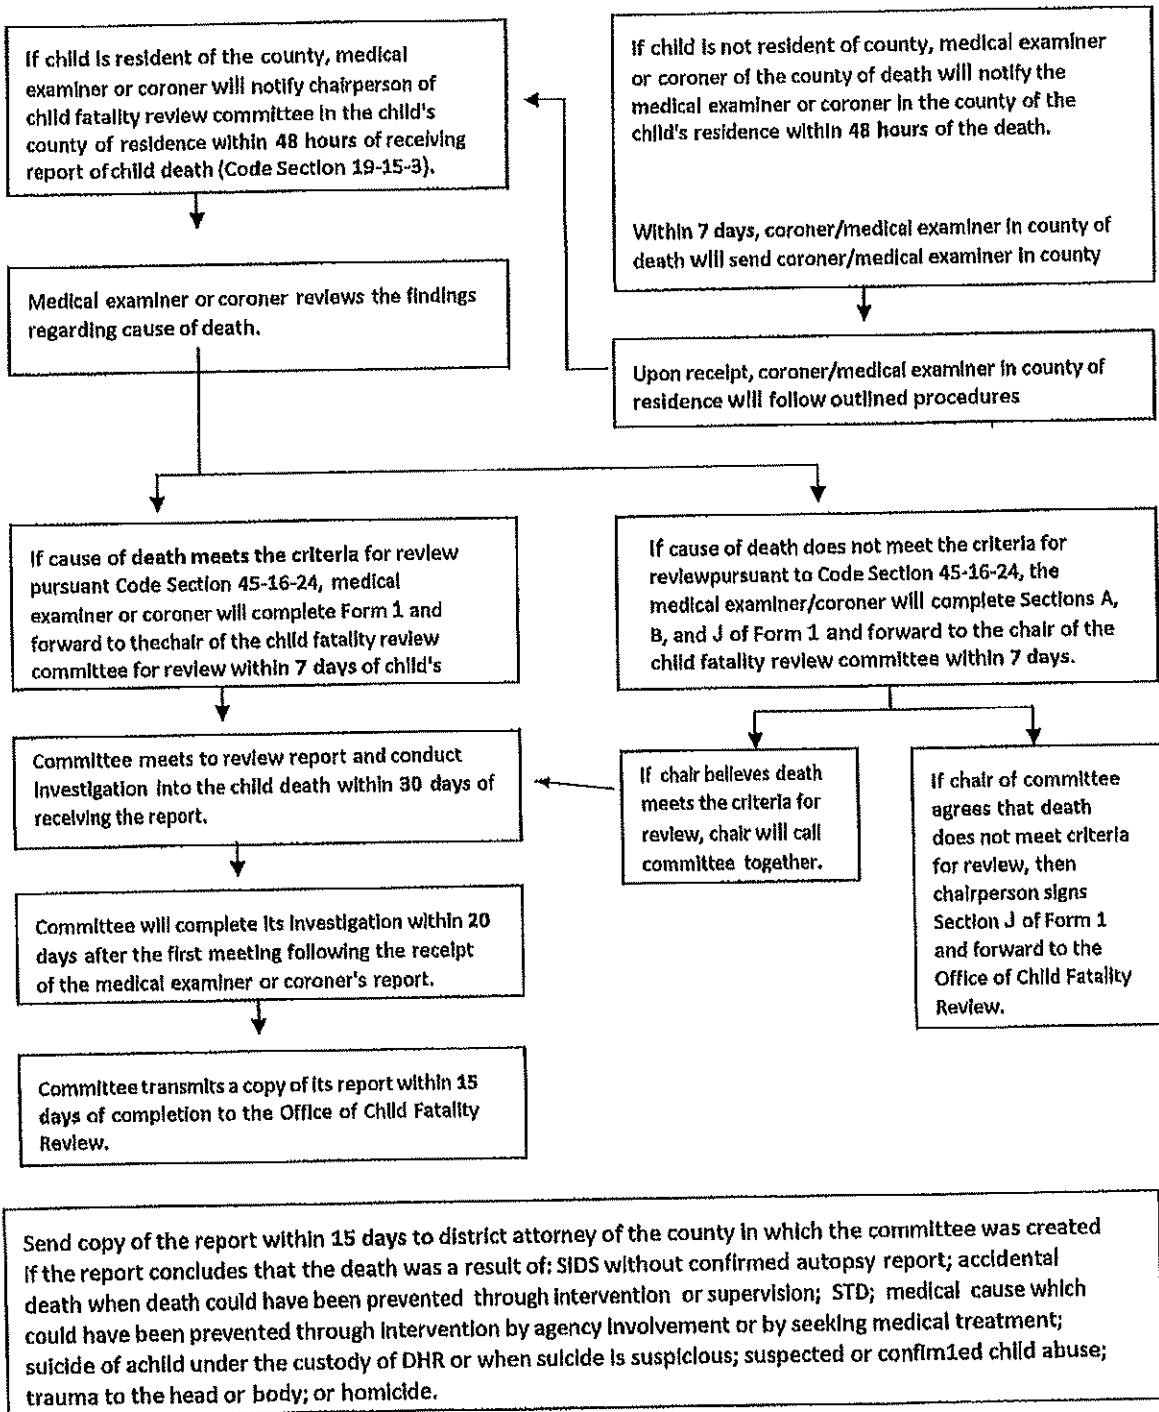 If child is resident of the county, medical
examiner or coroner will notify chairperson of
child fatality review committee in the child's
county of residence within 48 hours of receiving
report of child death (Code Section 19-15-3).
If child is not resident of county, medical examiner
or coroner of the county of death will notify the
medical examiner or coroner in the county of the
child's residence within 48 hours of the death.
Within 7 days, coroner/medical examiner in county of
death will send coroner/medical examiner in county
Medical examiner or coroner reviews the findings
regarding cause of death.
Upon receipt, coroner/medical examiner in county of
residence will follow outlined procedures
If cause of death meets the criteria for review
pursuant Code Section 45-16-24, medical
examiner or coroner will complete Form 1 and
forward to thechair of the child fatality review
committee for review within 7 days of child's
If cause of death does not meet the criteria for
reviewpursuant to Code Section 45-16-24, the
medical examiner/coroner will complete Sections A,
B, and J of Form 1 and forward to the chair of the
child fatality review committee within 7 days.
Committee meets to review report and conduct
investigation into the child death within 30 days of
receiving the report.
If chair believes death
meets the criteria for
review, chair will call
committee together.
If chair of committee
agrees that death
does not meet criteria
for review, then
chairperson signs
Section J of Form 1
and forward to the
Office of Child Fatality
Review.
Committee will complete its investigation within 20
days after the first meeting following the receipt
of the medical examiner or coroner's report.
Committee transmits a copy of its report within 15
days of completion to the Office of Child Fatality
Review.
Send copy of the report within 15 days to district attorney of the county in which the committee was created
if the report concludes that the death was a result of: SIDS without confirmed autopsy report; accidental
death when death could have been prevented through intervention or supervision; STD; medical cause which
could have been prevented through intervention by agency involvement or by seeking medical treatment;
suicide of achild under the custody of DHR or when suicide is suspicious; suspected or confim1ed child abuse;
trauma to the head or body; or homicide.